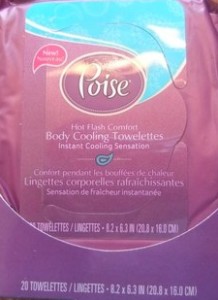 New!
Nouveau!
Poise®
Hot Flash Comfort
Body Cooling Towelettes
Instant Cooling Sensation
Confort pendant les bouffées de chaleur
Lingettes corporelles rafraîchissantes
Sensation de fraîcheur instantanée
TOWELETTES / LINGETTES - 8.2 x 6.3 IN (20.8 x 16.0 CM)
20 TOWELETTES / LINGETTES - 8.2 x 6.3 IN (20.8 x 16.0 CM)